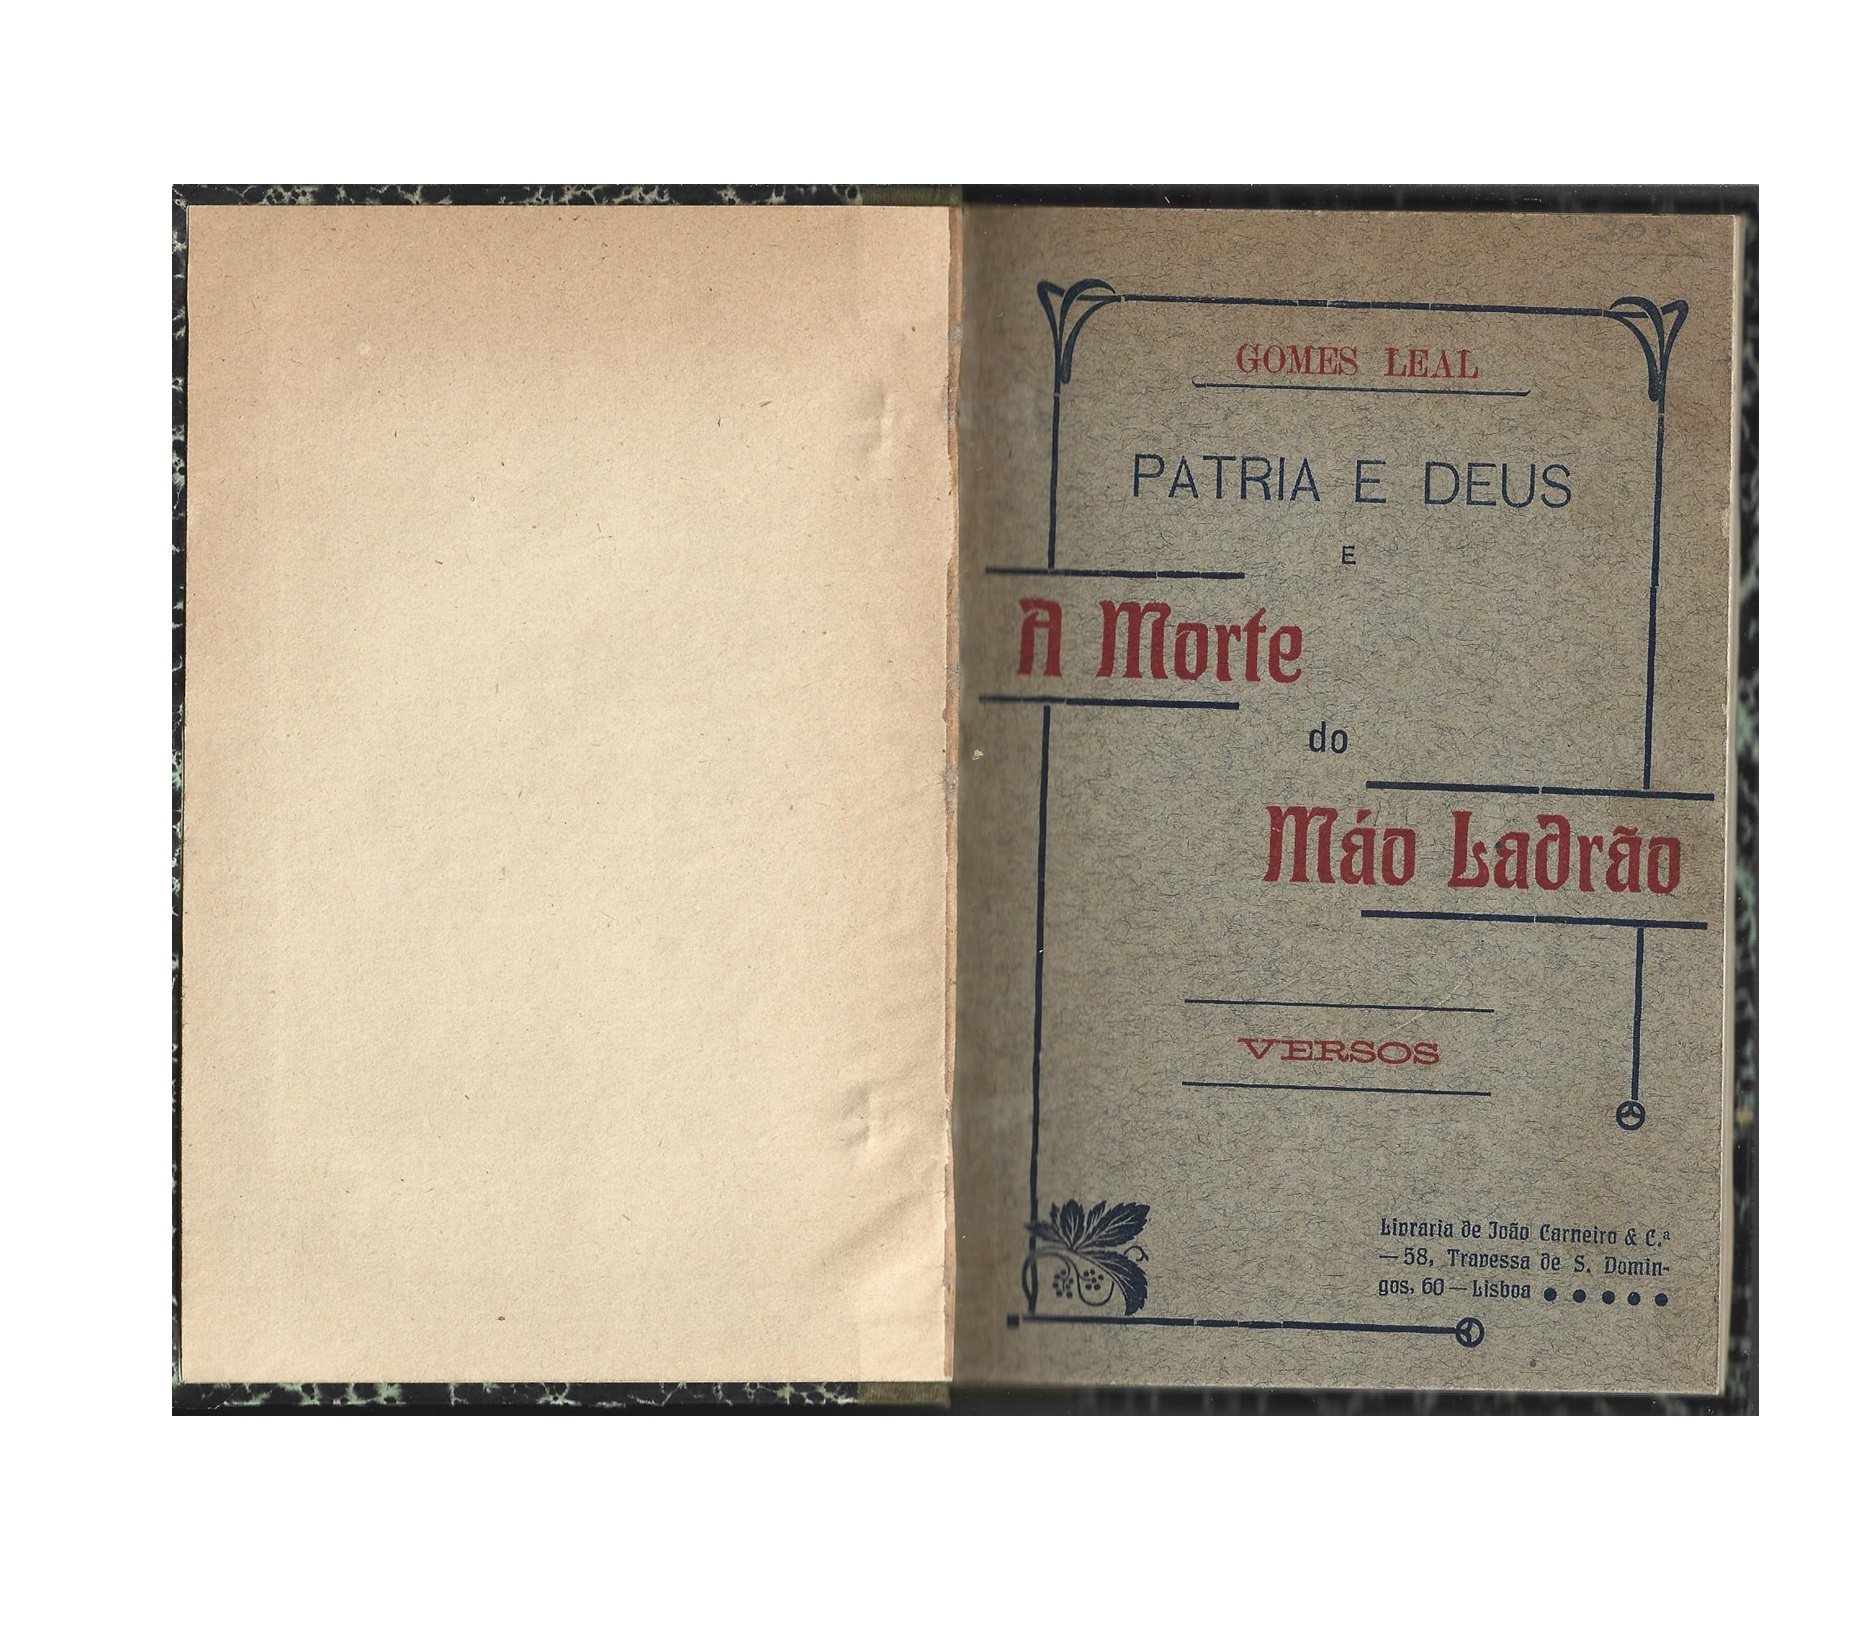 GOMES LEAL
PATRIA E DEUS
E
A Morte
do
Máo Ladrão
VERSOS
Livraria de João Carneiro & C.ª
—58, Travessa de S. Domin-
gos, 60—Lisboa